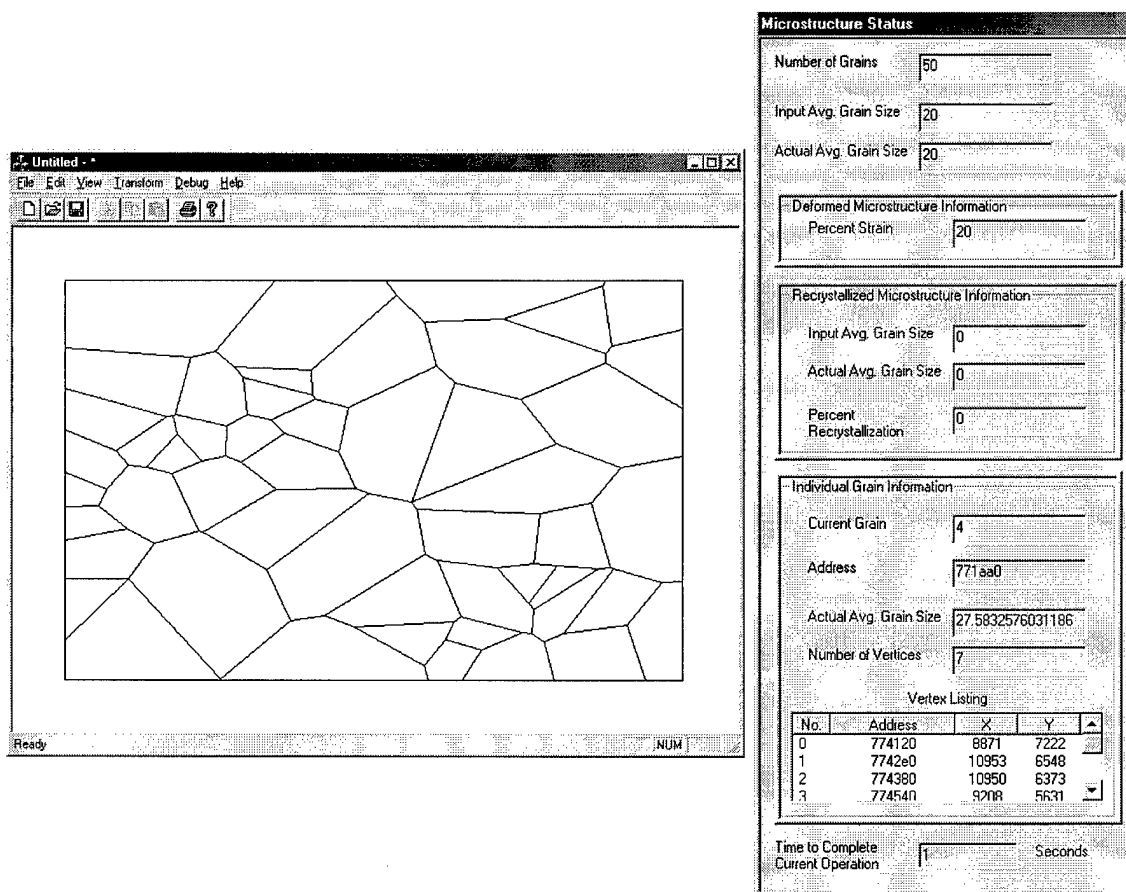 Untitled - *
File Edit View Transform Debug Help
Ready
NUM
Microstructure Status
Number of Grains 50
Input Avg. Grain Size 20
Actual Avg. Grain Size 20
Deformed Microstructure Information
Percent Strain 20
Recrystallized Microstructure Information
Input Avg. Grain Size 0
Actual Avg. Grain Size 0
Percent
Recrystallization 0
Individual Grain Information
Current Grain 4
Address 771aa0
Actual Avg. Grain Size 27.5832576031186
Number of Vertices 7
Vertex Listing
No. Address X Y
0 774120 8871 7222
1 7742e0 10953 6548
2 774380 10950 6373
3 774540 9208 5631
Time to Complete
Current Operation 1 Seconds